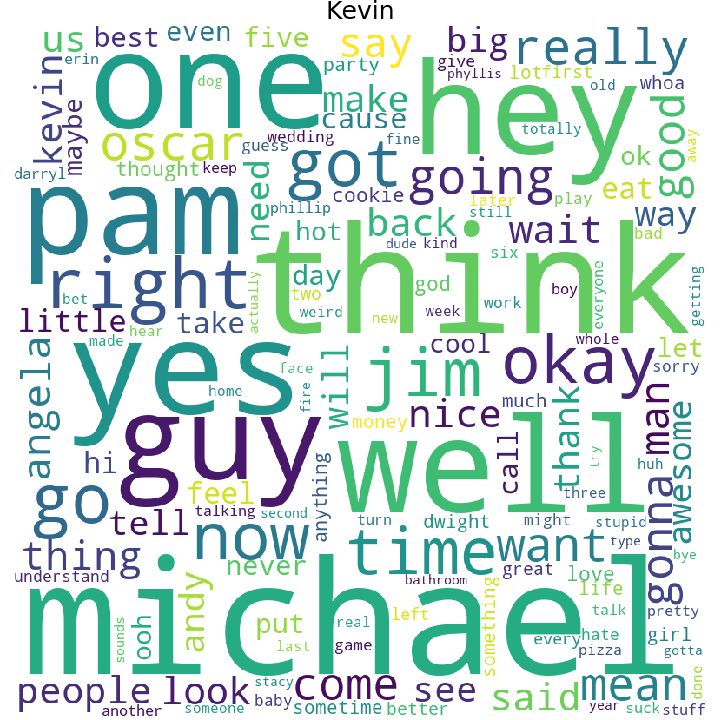 Kevin
us best even five say big really
erin one party give phyllis lotfirst whoa
dog hey old
kevin maybe make cause
oscar guess wedding fine totally good away
darryl thought keep got going ok eat
pam need phillip cookie later play way
hot back still wait bad
dude kind six
right day god everyone getting
bet two actually think
little take weird new week work boy
made hear yes will cool whole let
angela face jim okay sorry
home fire money nice much man
guy well call thank awesome
hi feel huh try
go tell talking second anything three
now turn dwight might stupid
thing time want gonna type bye
understand never bathroom great love
michael something life
ooh andy put left talk pretty
sounds real every hate girl
last game pizza gotta
people look stacy come see said mean done
another someone baby sometime better year suck stuff